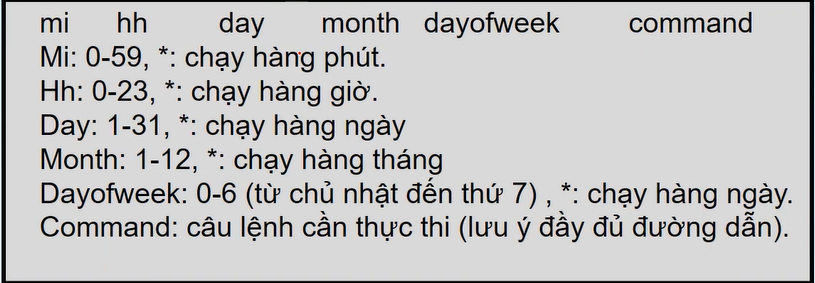 mi hh day month dayofweek command
Mi: 0-59, *: chạy hàng phút.
Hh: 0-23, *: chạy hàng giờ.
Day: 1-31, *: chạy hàng ngày
Month: 1-12, *: chạy hàng tháng
Dayofweek: 0-6 (từ chủ nhật đến thứ 7) , *: chạy hàng ngày.
Command: câu lệnh cần thực thi (lưu ý đầy đủ đường dẫn).